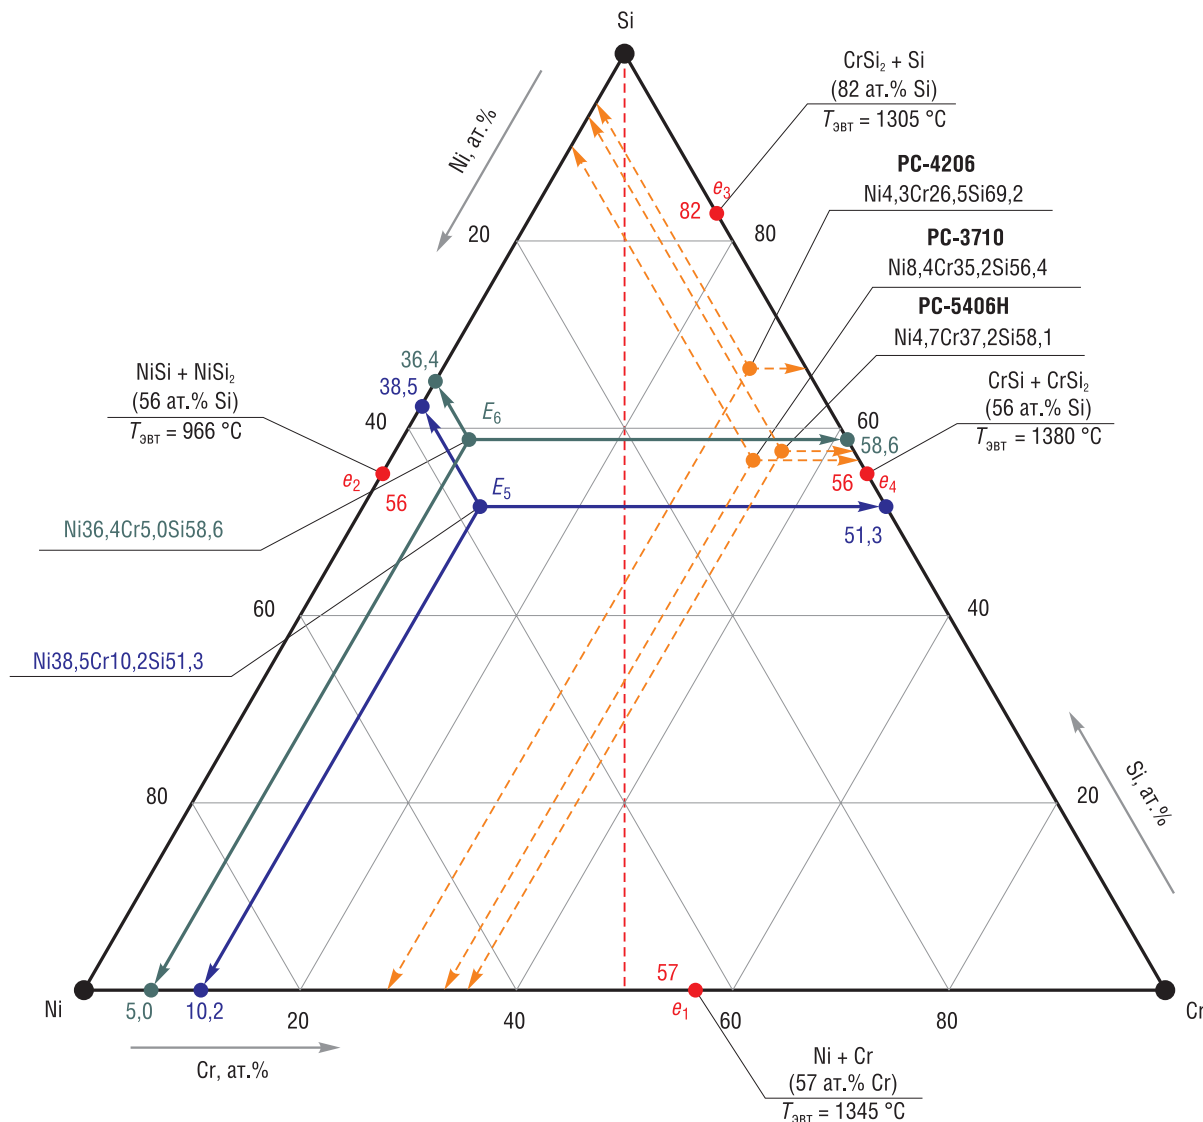 Si
CrSi₂ + Si
(82 ат.% Si)
Tэвт = 1305 °C
Ni, ат.%
PC-4206
Ni4,3Cr26,5Si69,2
e₃
82
20
80
PC-3710
Ni8,4Cr35,2Si56,4
PC-5406H
Ni4,7Cr37,2Si58,1
36,4
NiSi + NiSi₂
(56 ат.% Si)
Tэвт = 966 °C
38,5
CrSi + CrSi₂
(56 ат.% Si)
Tэвт = 1380 °C
40
E₆
60
58,6
e₂
56
E₅
56
e₄
Ni36,4Cr5,0Si58,6
51,3
60
40
Ni38,5Cr10,2Si51,3
80
20
Si, ат.%
57
Ni
5,0
10,2
e₁
Cr
20
40
60
80
Cr, ат.%
Ni + Cr
(57 ат.% Cr)
Tэвт = 1345 °C